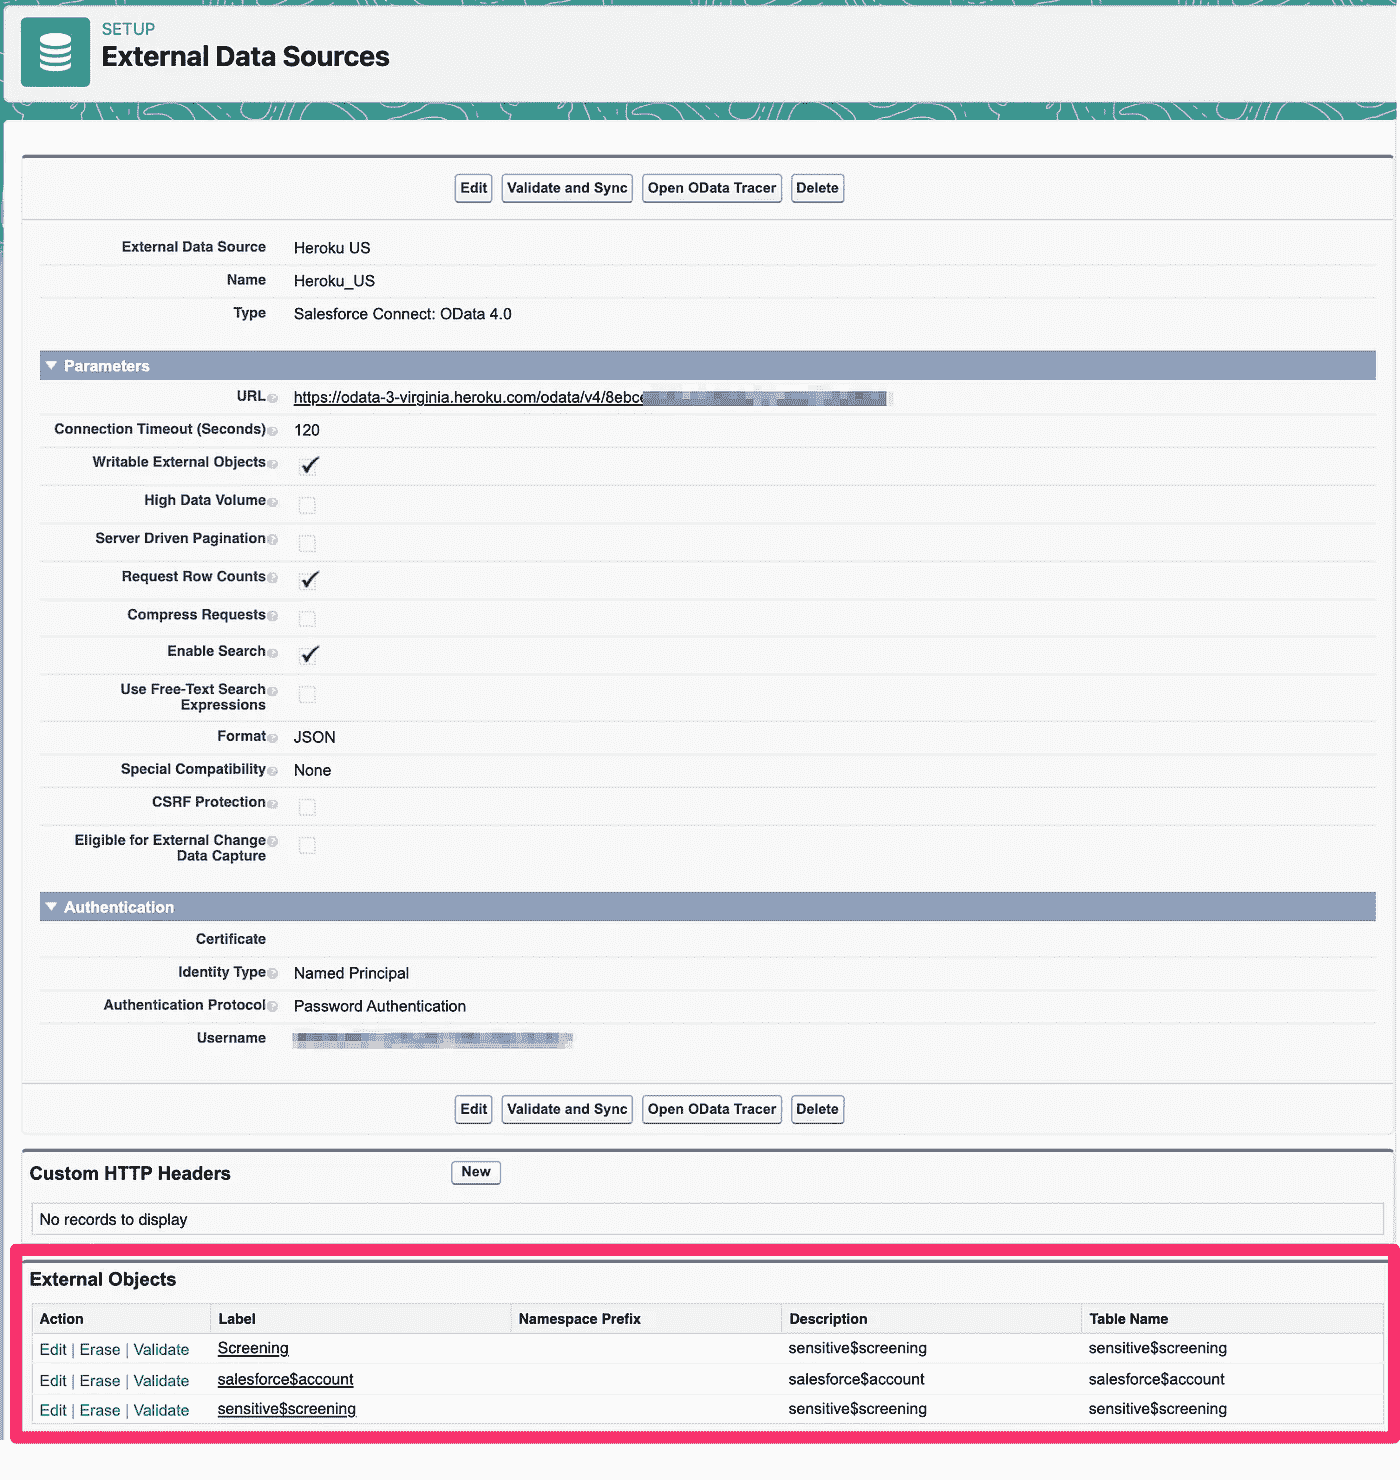 SETUP
External Data Sources
Edit Validate and Sync Open OData Tracer Delete
External Data Source Heroku US
Name Heroku_US
Type Salesforce Connect: OData 4.0
Parameters
URL https://odata-3-virginia.heroku.com/odata/v4/8ebce
Connection Timeout (Seconds) 120
Writable External Objects
High Data Volume
Server Driven Pagination
Request Row Counts
Compress Requests
Enable Search
Use Free-Text Search
Expressions
Format JSON
Special Compatibility None
CSRF Protection
Eligible for External Change
Data Capture
Authentication
Certificate
Identity Type Named Principal
Authentication Protocol Password Authentication
Username
Edit Validate and Sync Open OData Tracer Delete
Custom HTTP Headers New
No records to display
External Objects
Action Label Namespace Prefix Description Table Name
Edit | Erase | Validate Screening sensitive$screening sensitive$screening
Edit | Erase | Validate salesforce$account salesforce$account salesforce$account
Edit | Erase | Validate sensitive$screening sensitive$screening sensitive$screening